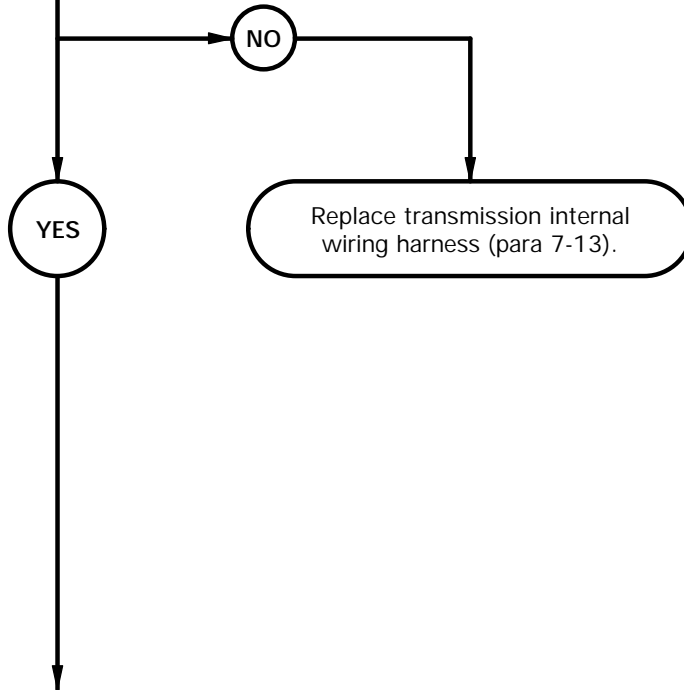 NO
YES
Replace transmission internal
wiring harness (para 7-13).